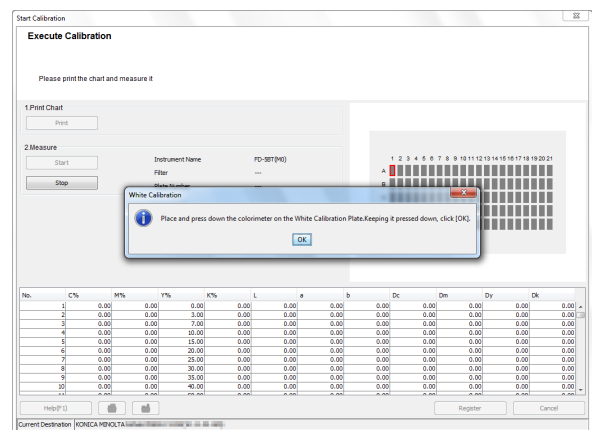 Start Calibration
Execute Calibration
Please print the chart and measure it
1.Print Chart
Print
2.Measure
Start
Instrument Name FD-5BT(M0)
Filter ---
Stop
Plate Number ---
1 2 3 4 5 6 7 8 9 10 11 12 13 14 15 16 17 18 19 20 21
A
B
White Calibration
Place and press down the colorimeter on the White Calibration Plate.Keeping it pressed down, click [OK].
OK
No. C% M% Y% K% L a b Dc Dm Dy Dk
1 0.00 0.00 0.00 0.00 0.00 0.00 0.00 0.00 0.00 0.00 0.00
2 0.00 0.00 3.00 0.00 0.00 0.00 0.00 0.00 0.00 0.00 0.00
3 0.00 0.00 7.00 0.00 0.00 0.00 0.00 0.00 0.00 0.00 0.00
4 0.00 0.00 10.00 0.00 0.00 0.00 0.00 0.00 0.00 0.00 0.00
5 0.00 0.00 15.00 0.00 0.00 0.00 0.00 0.00 0.00 0.00 0.00
6 0.00 0.00 20.00 0.00 0.00 0.00 0.00 0.00 0.00 0.00 0.00
7 0.00 0.00 25.00 0.00 0.00 0.00 0.00 0.00 0.00 0.00 0.00
8 0.00 0.00 30.00 0.00 0.00 0.00 0.00 0.00 0.00 0.00 0.00
9 0.00 0.00 35.00 0.00 0.00 0.00 0.00 0.00 0.00 0.00 0.00
10 0.00 0.00 40.00 0.00 0.00 0.00 0.00 0.00 0.00 0.00 0.00
Help(F1)
Register
Cancel
Current Destination KONICA MINOLTA